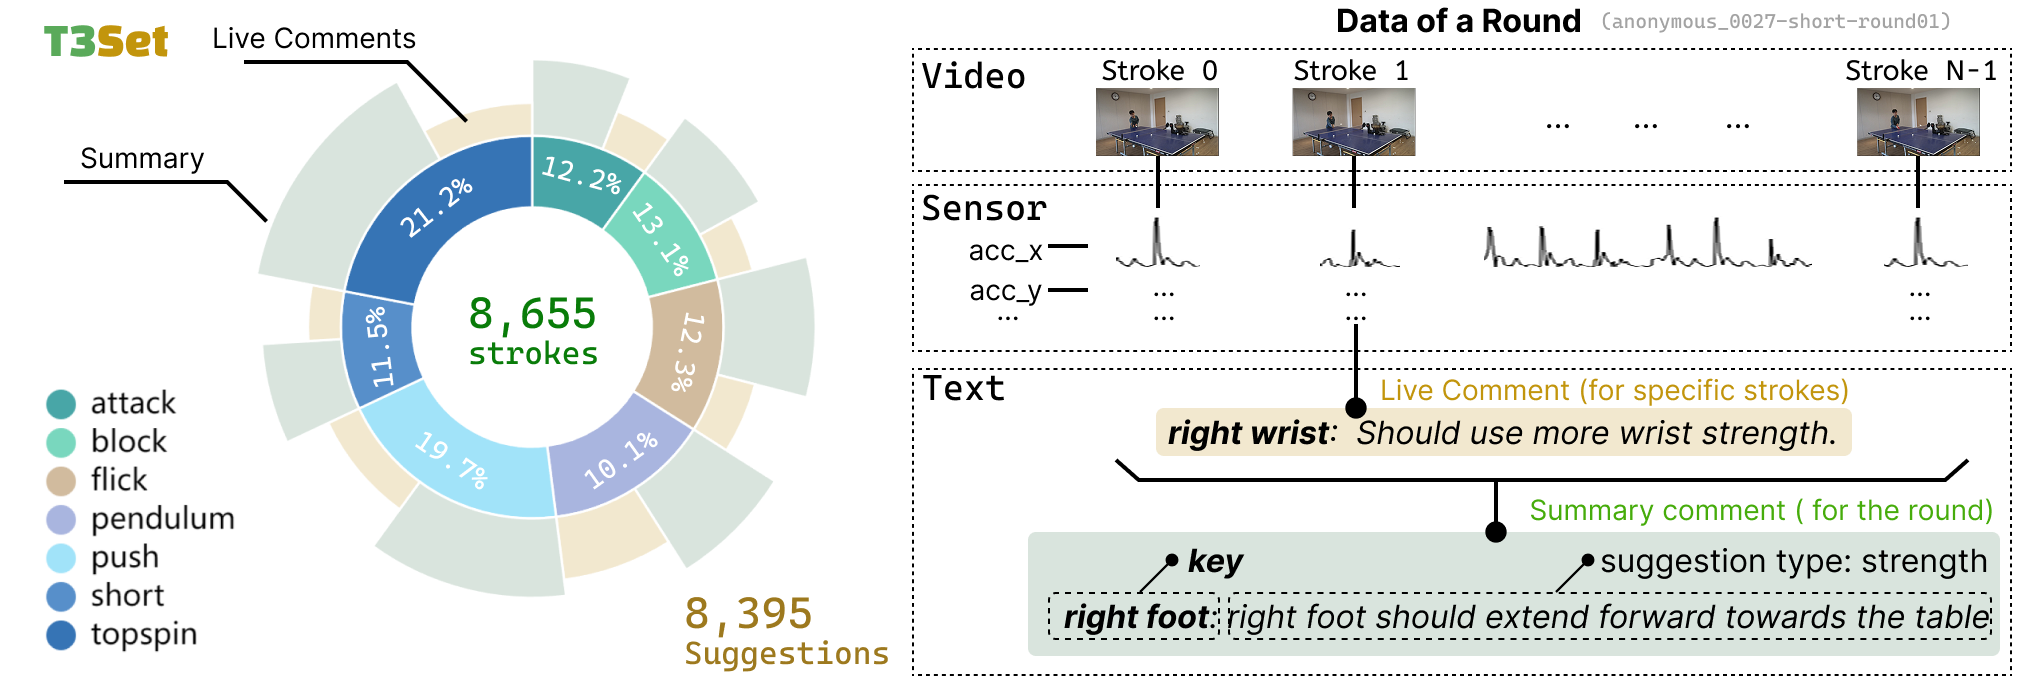 T3Set
Live Comments
Summary
12.2%
13.1%
12.3%
10.1%
19.7%
11.5%
21.2%
8,655
strokes
attack
block
flick
pendulum
push
short
topspin
8,395
Suggestions
Data of a Round (anonymous_0027-short-round01)
Video
Stroke 0
Stroke 1
Stroke N-1
... ... ...
Sensor
acc_x
acc_y
... ... ...
... ... ... ...
Text
Live Comment (for specific strokes)
right wrist: Should use more wrist strength.
Summary comment ( for the round)
key
suggestion type: strength
right foot: right foot should extend forward towards the table